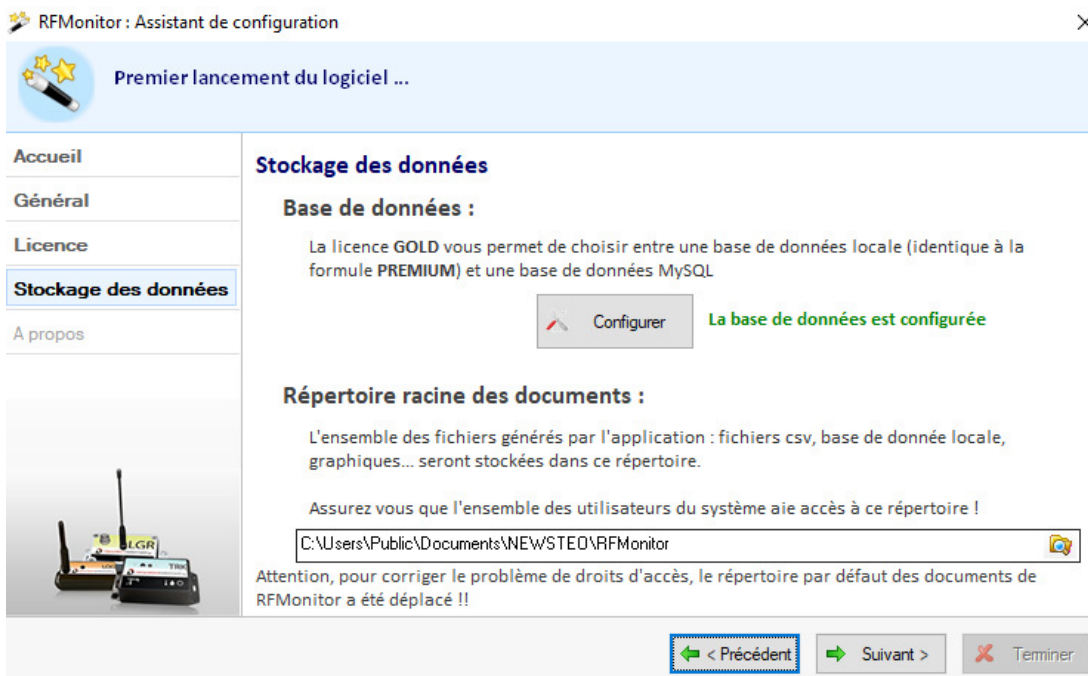 RFMonitor : Assistant de configuration
Premier lancement du logiciel ...
Accueil
Général
Licence
Stockage des données
A propos
Stockage des données
Base de données :
La licence GOLD vous permet de choisir entre une base de données locale (identique à la
formule PREMIUM) et une base de données MySQL
Configurer
La base de données est configurée
Répertoire racine des documents :
L'ensemble des fichiers générés par l'application : fichiers csv, base de donnée locale,
graphiques... seront stockées dans ce répertoire.
Assurez vous que l'ensemble des utilisateurs du système aie accès à ce répertoire !
C:\Users\Public\Documents\NEWSTEO\RFMonitor
Attention, pour corriger le problème de droits d'accès, le répertoire par défaut des documents de
RFMonitor a été déplacé !!
LGR
LOG
TRK
< Précédent
Suivant >
Terminer